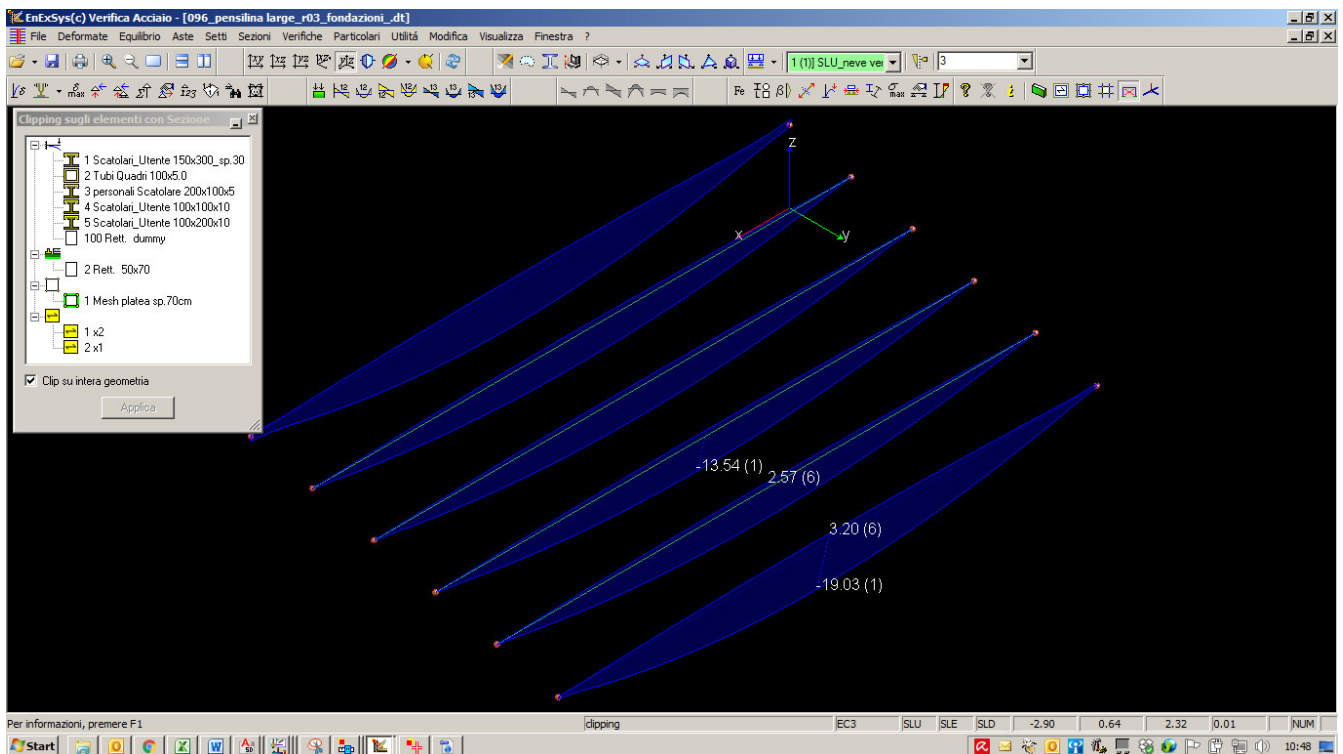 EnExSys(c) Verifica Acciaio - [096_pensilina large_r03_fondazioni_.dt]
File Deformate Equilibrio Aste Setti Sezioni Verifiche Particolari Utilitá Modifica Visualizza Finestra ?
1 (1)] SLU_neve ver 3
Clipping sugli elementi con Sezione
1 Scatolari_Utente 150x300_sp.30
2 Tubi Quadri 100x5.0
3 personali Scatolare 200x100x5
4 Scatolari_Utente 100x100x10
5 Scatolari_Utente 100x200x10
100 Rett. dummy
2 Rett. 50x70
1 Mesh platea sp.70cm
1 x2
2 x1
Clip su intera geometria
Applica
z
x
y
-13.54 (1)
2.57 (6)
3.20 (6)
-19.03 (1)
Per informazioni, premere F1 clipping EC3 SLU SLE SLD -2.90 0.64 2.32 0.01 NUM
Start 10:48